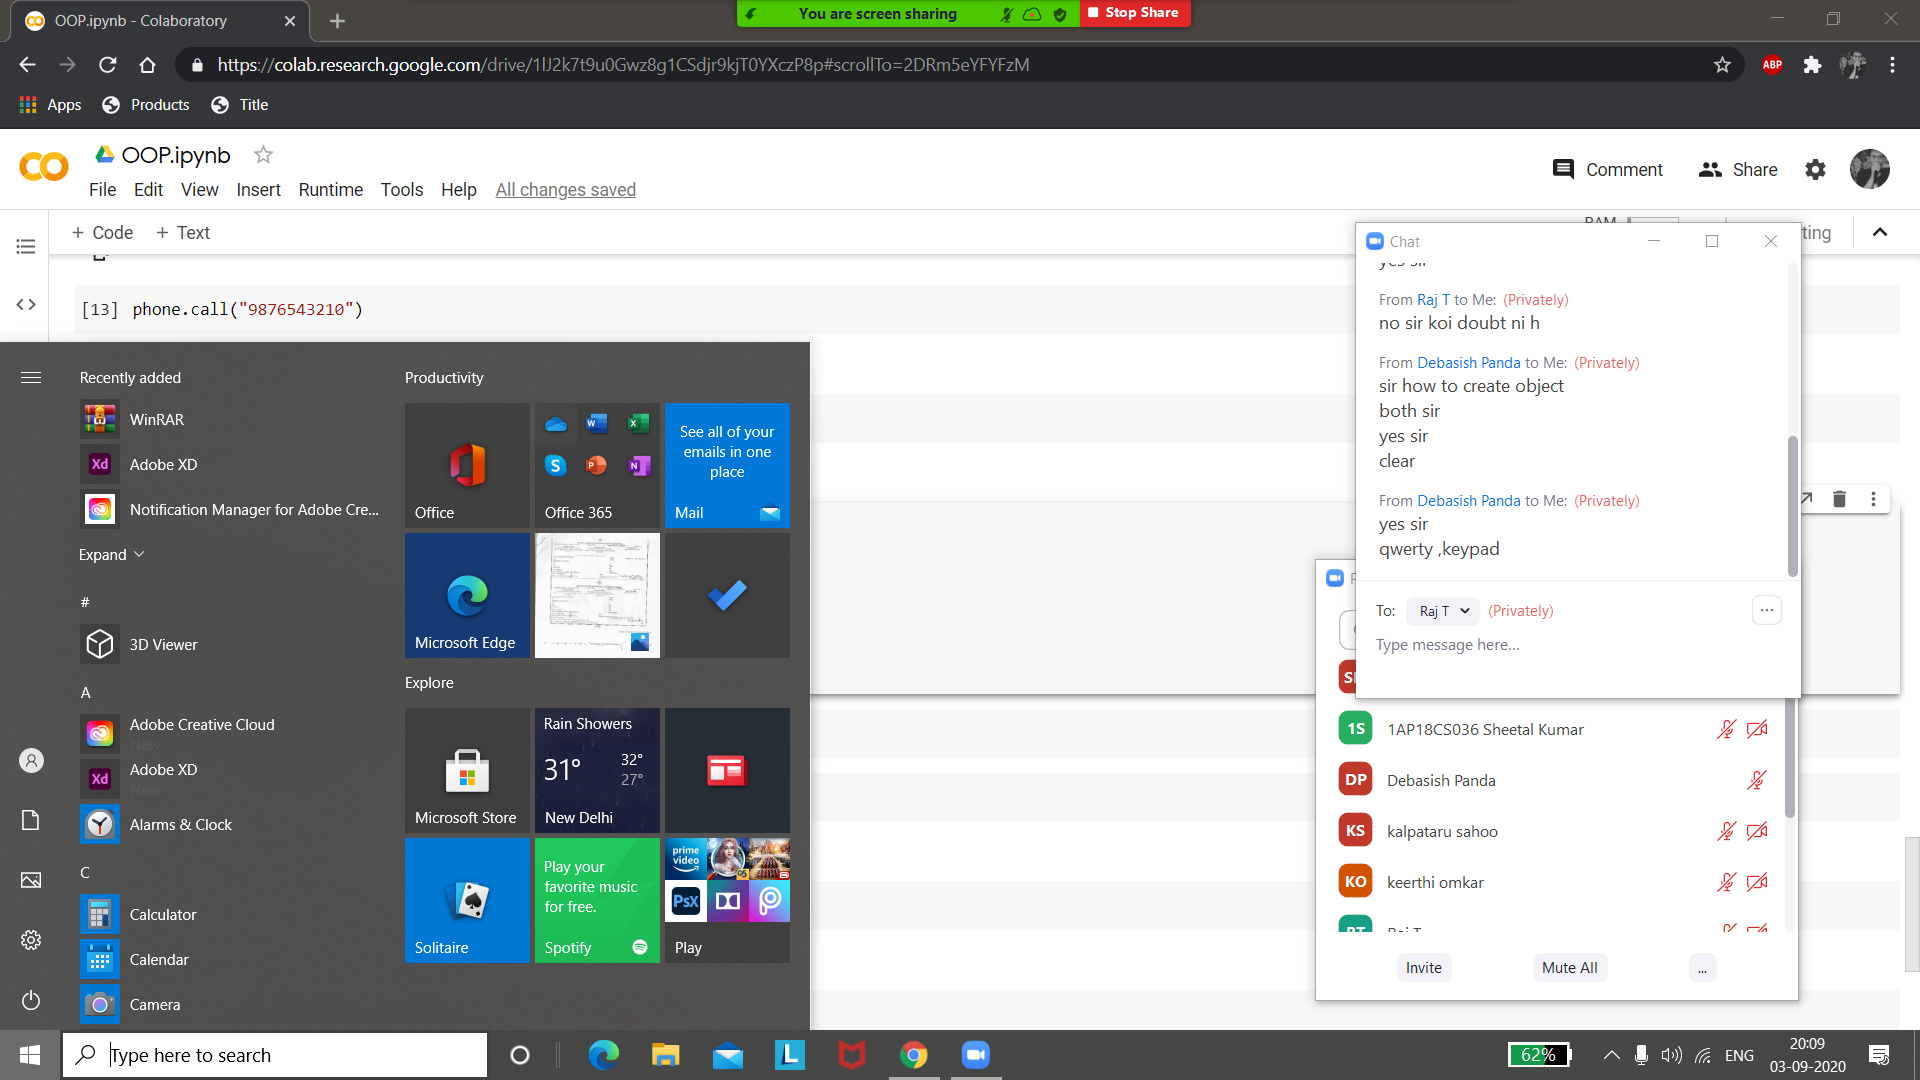 OOP.ipynb - Colaboratory
You are screen sharing
Stop Share
https://colab.research.google.com/drive/1lJ2k7t9u0Gwz8g1CSdjr9kjT0YXczP8p#scrollTo=2DRm5eYFYFzM
ABP
Apps
Products
Title
OOP.ipynb
Comment
Share
File Edit View Insert Runtime Tools Help All changes saved
+ Code + Text
[13] phone.call("9876543210")
Chat
yes sir
From Raj T to Me: (Privately)
no sir koi doubt ni h
From Debasish Panda to Me: (Privately)
sir how to create object
both sir
yes sir
clear
From Debasish Panda to Me: (Privately)
yes sir
qwerty ,keypad
To: Raj T (Privately)
...
Type message here...
1S 1AP18CS036 Sheetal Kumar
DP Debasish Panda
KS kalpataru sahoo
KO keerthi omkar
RT Raj T
Invite
Mute All
...
Recently added
WinRAR
Adobe XD
Notification Manager for Adobe Cre...
Expand
#
3D Viewer
A
Adobe Creative Cloud
New
Adobe XD
New
Alarms & Clock
C
Calculator
Calendar
Camera
Productivity
Office
Office 365
See all of your
emails in one
place
Mail
Microsoft Edge
Explore
Microsoft Store
Rain Showers
31° 32°
27°
New Delhi
Solitaire
Play your
favorite music
for free.
Spotify
prime
video
PsX
Play
Type here to search
62%
ENG
20:09
03-09-2020